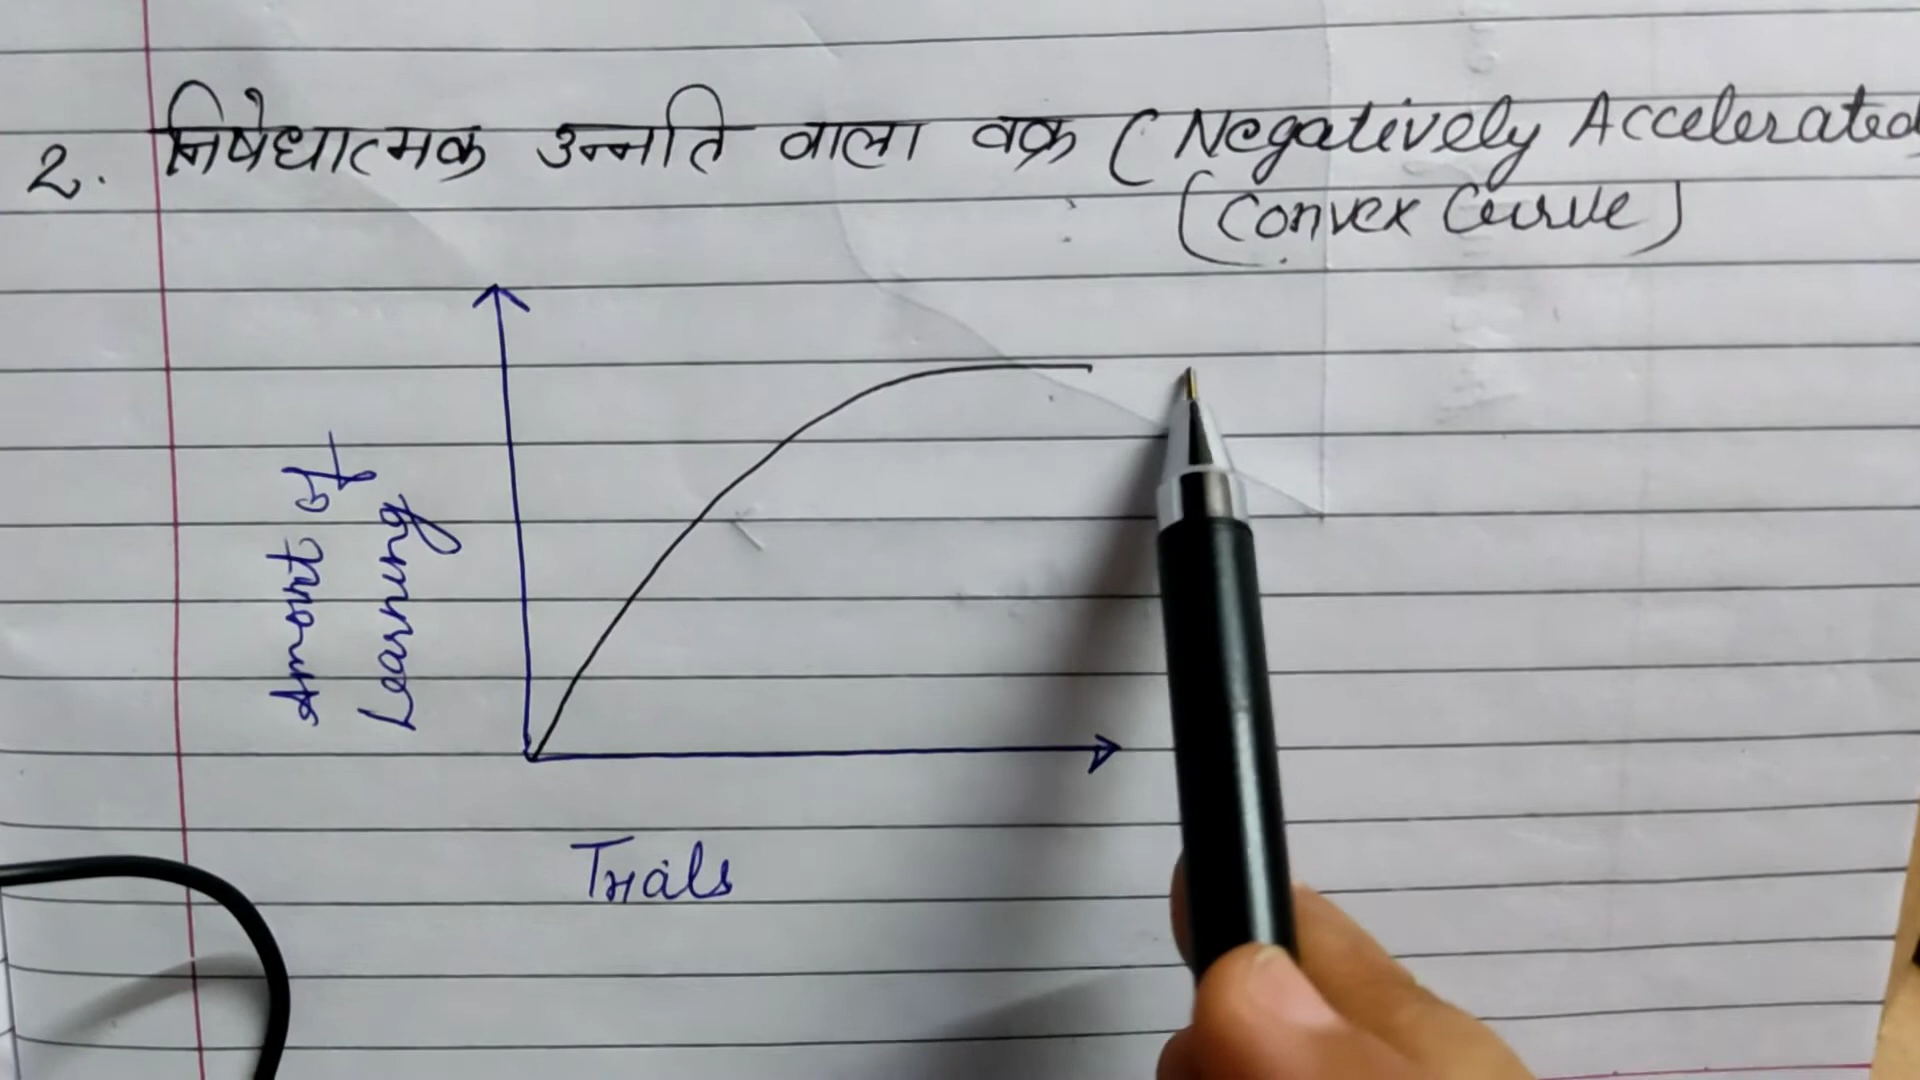 2. निषेधात्मक उन्नति वाला वक्र ( Negatively Accelerated
(Convex Curve)
Amount of
Learning
Trials